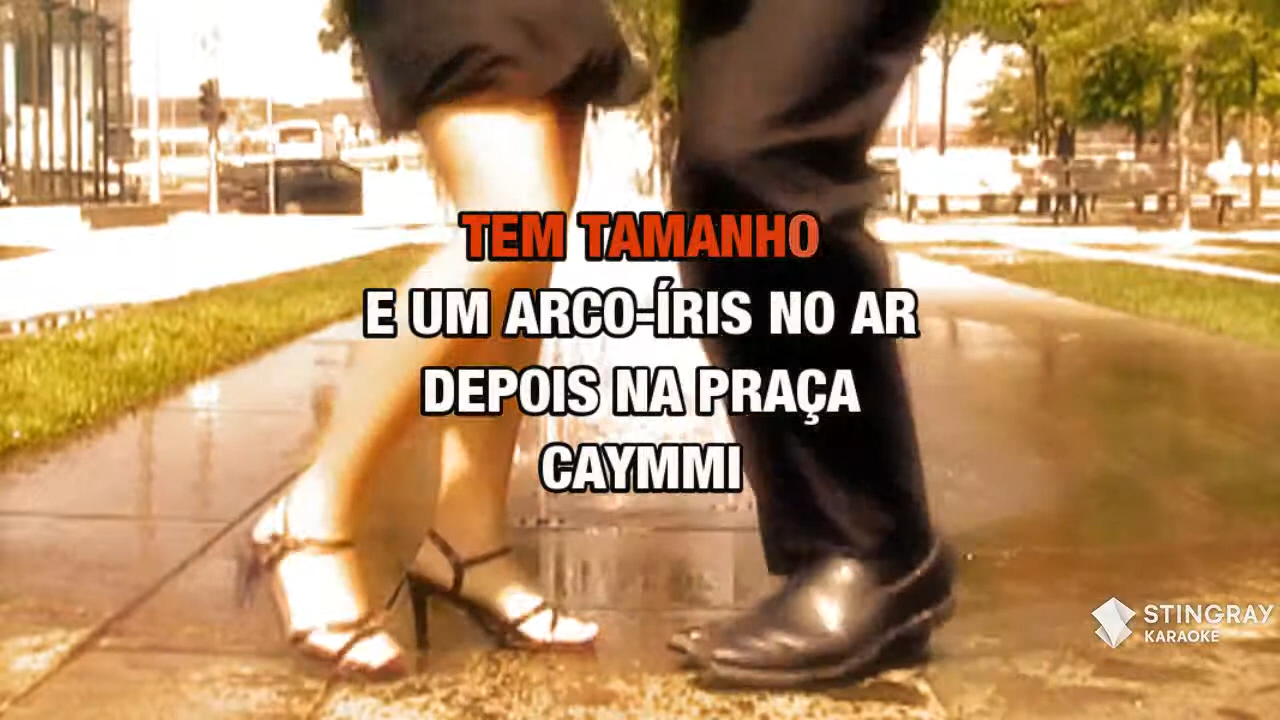 TEM TAMANHO
E UM ARCO-ÍRIS NO AR
DEPOIS NA PRAÇA
CAYMMI
STINGRAY
KARAOKE